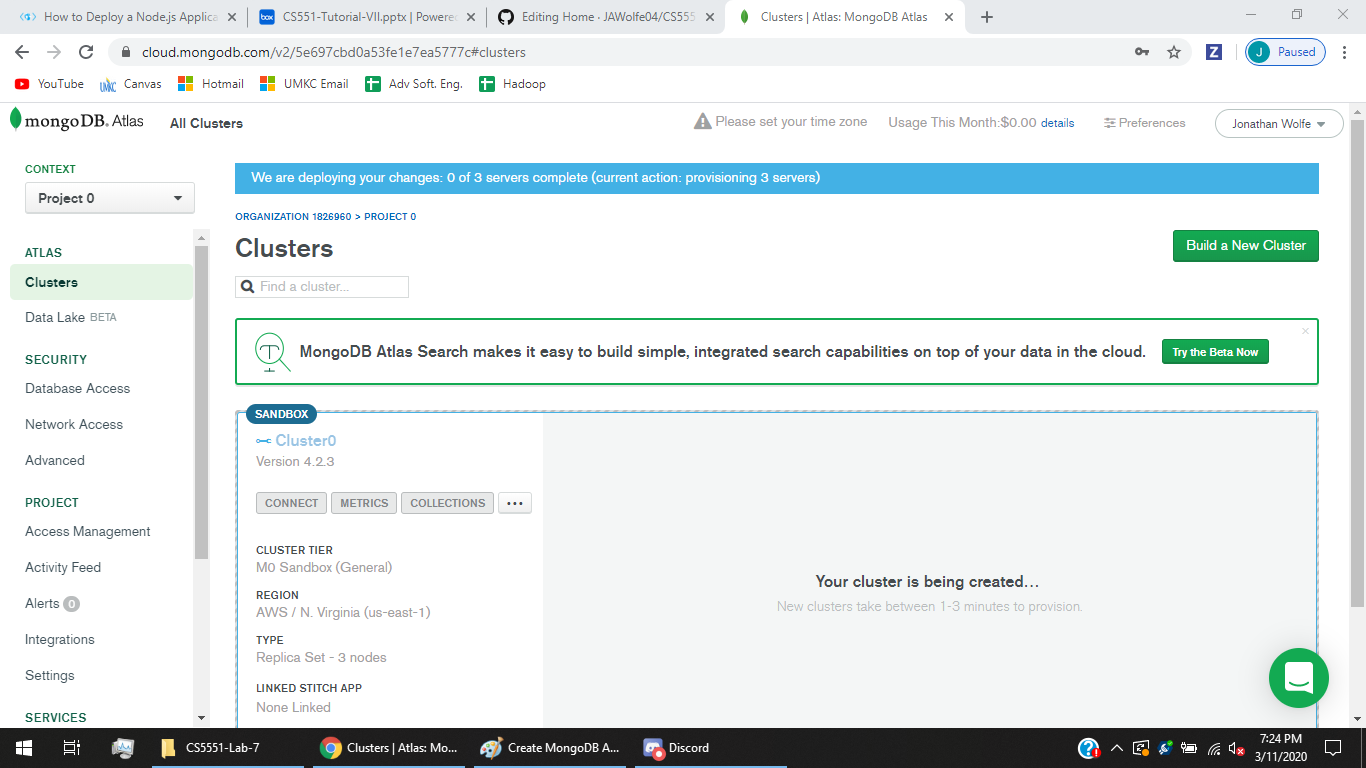 How to Deploy a Node.js Applica
CS551-Tutorial-VII.pptx | Powered
Editing Home · JAWolfe04/CS555
Clusters | Atlas: MongoDB Atlas
cloud.mongodb.com/v2/5e697cbd0a53fe1e7ea5777c#clusters
J Paused
YouTube Canvas Hotmail UMKC Email Adv Soft. Eng. Hadoop
mongoDB. Atlas
All Clusters
Please set your time zone
Usage This Month:$0.00 details
Preferences
Jonathan Wolfe
CONTEXT
Project 0
ATLAS
Clusters
Data Lake BETA
SECURITY
Database Access
Network Access
Advanced
PROJECT
Access Management
Activity Feed
Alerts 0
Integrations
Settings
SERVICES
We are deploying your changes: 0 of 3 servers complete (current action: provisioning 3 servers)
ORGANIZATION 1826960 > PROJECT 0
Clusters
Build a New Cluster
Find a cluster...
MongoDB Atlas Search makes it easy to build simple, integrated search capabilities on top of your data in the cloud.
Try the Beta Now
SANDBOX
Cluster0
Version 4.2.3
CONNECT METRICS COLLECTIONS ...
CLUSTER TIER
M0 Sandbox (General)
REGION
AWS / N. Virginia (us-east-1)
TYPE
Replica Set - 3 nodes
LINKED STITCH APP
None Linked
Your cluster is being created…
New clusters take between 1-3 minutes to provision.
CS5551-Lab-7
Clusters | Atlas: Mo...
Create MongoDB A...
Discord
7:24 PM
3/11/2020